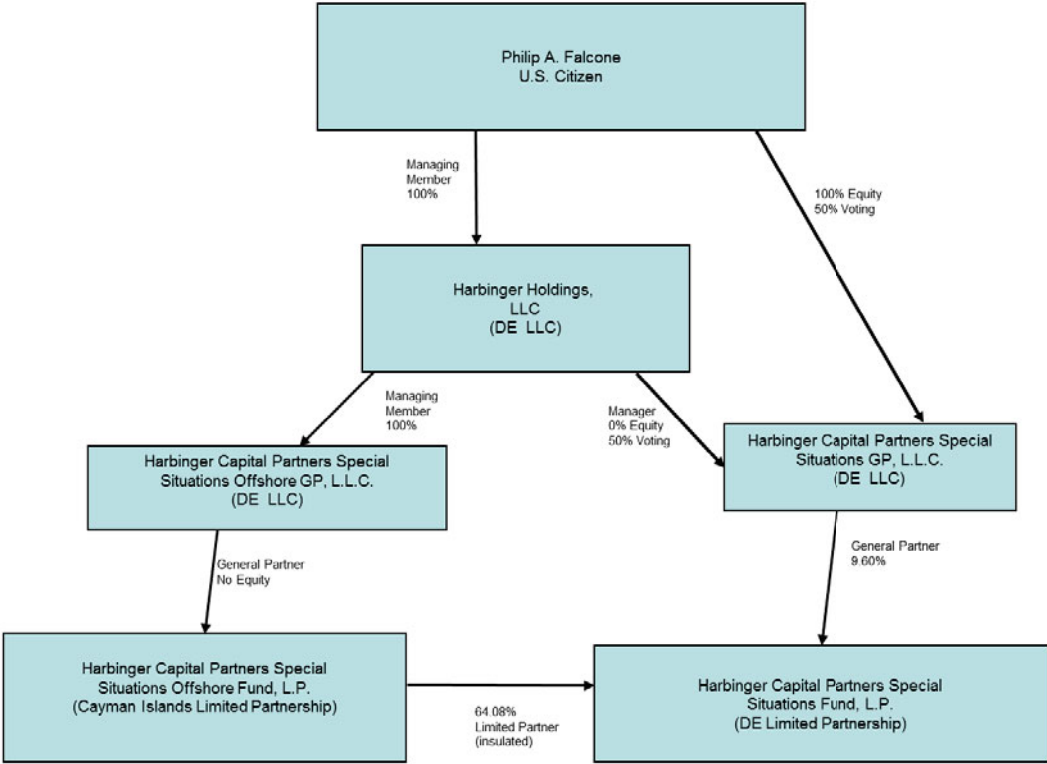 Philip A. Falcone
U.S. Citizen
Managing
Member
100%
100% Equity
50% Voting
Harbinger Holdings,
LLC
(DE LLC)
Managing
Member
100%
Manager
0% Equity
50% Voting
Harbinger Capital Partners Special
Situations Offshore GP, L.L.C.
(DE LLC)
Harbinger Capital Partners Special
Situations GP, L.L.C.
(DE LLC)
General Partner
No Equity
General Partner
9.60%
Harbinger Capital Partners Special
Situations Offshore Fund, L.P.
(Cayman Islands Limited Partnership)
64.08%
Limited Partner
(insulated)
Harbinger Capital Partners Special
Situations Fund, L.P.
(DE Limited Partnership)